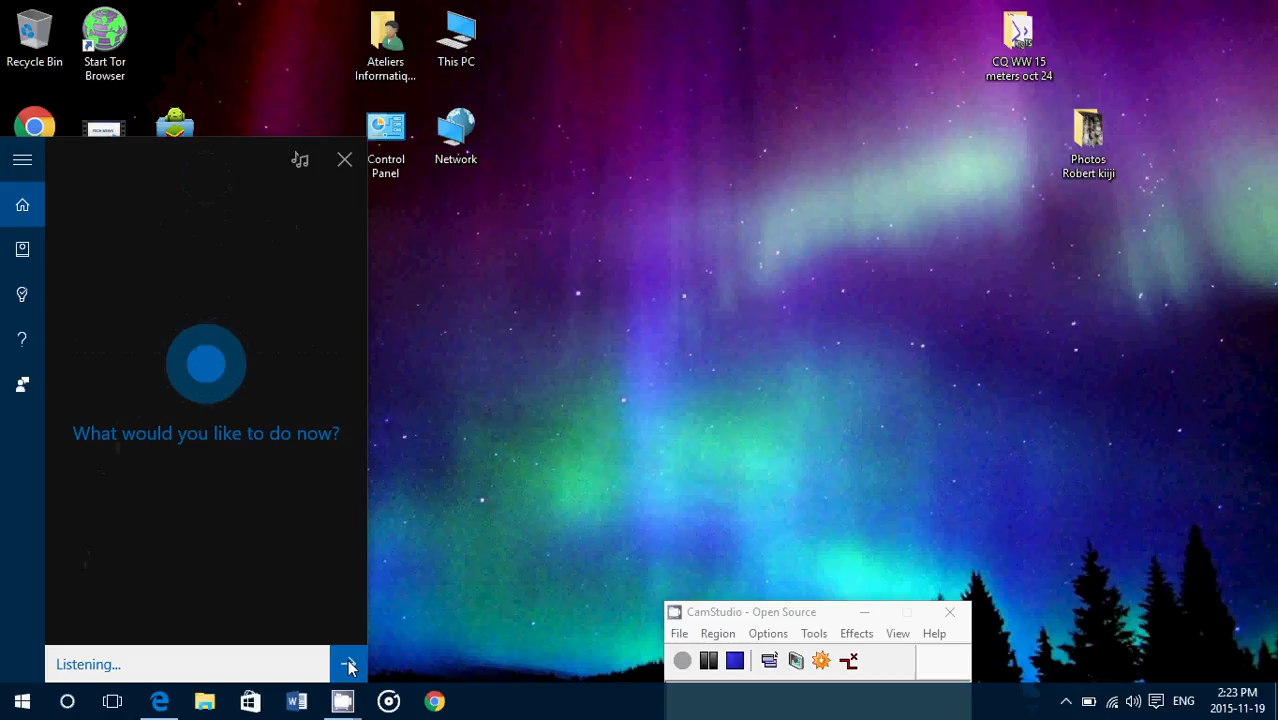 Recycle Bin
Start Tor
Browser
Ateliers
Informatiq...
This PC
CQ WW 15
meters oct 24
Control
Panel
Network
Photos
Robert kiiji
What would you like to do now?
Listening...
CamStudio - Open Source
File Region Options Tools Effects View Help
ENG
2:23 PM
2015-11-19